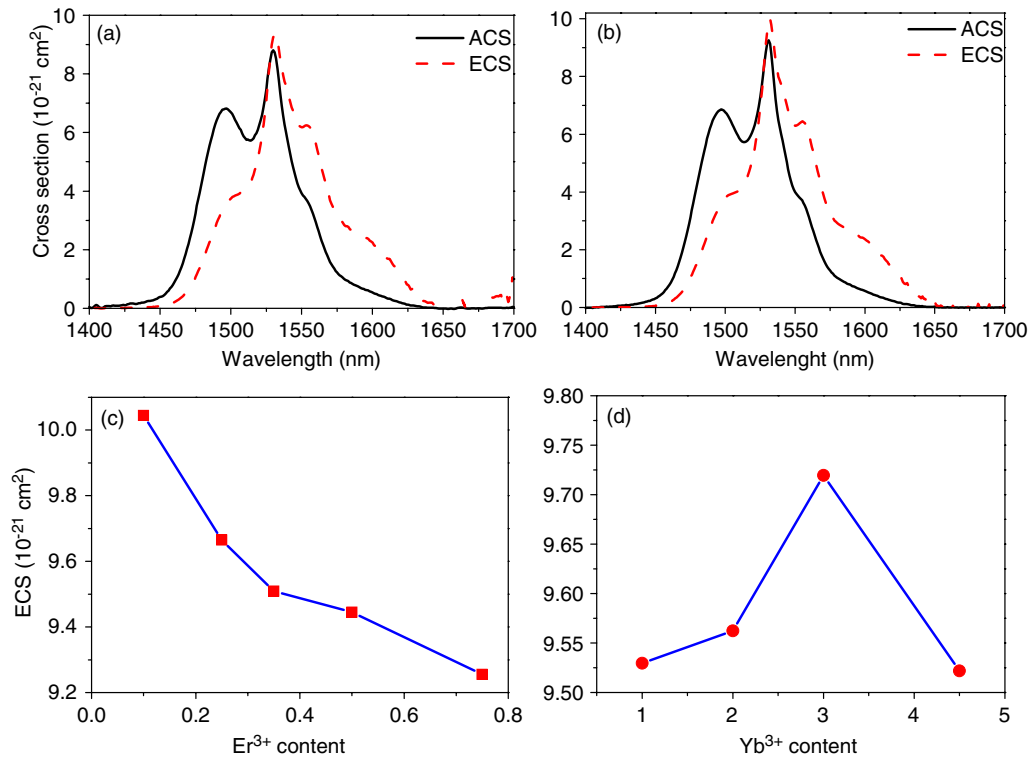 (a)
ACS
ECS
Cross section (10⁻²¹ cm²)
10
8
6
4
2
0
1400 1450 1500 1550 1600 1650 1700
Wavelength (nm)
(b)
ACS
ECS
10
8
6
4
2
0
1400 1450 1500 1550 1600 1650 1700
Wavelenght (nm)
(c)
ECS (10⁻²¹ cm²)
10.0
9.8
9.6
9.4
9.2
0.0 0.2 0.4 0.6 0.8
Er³⁺ content
(d)
9.80
9.75
9.70
9.65
9.60
9.55
9.50
1 2 3 4 5
Yb³⁺ content